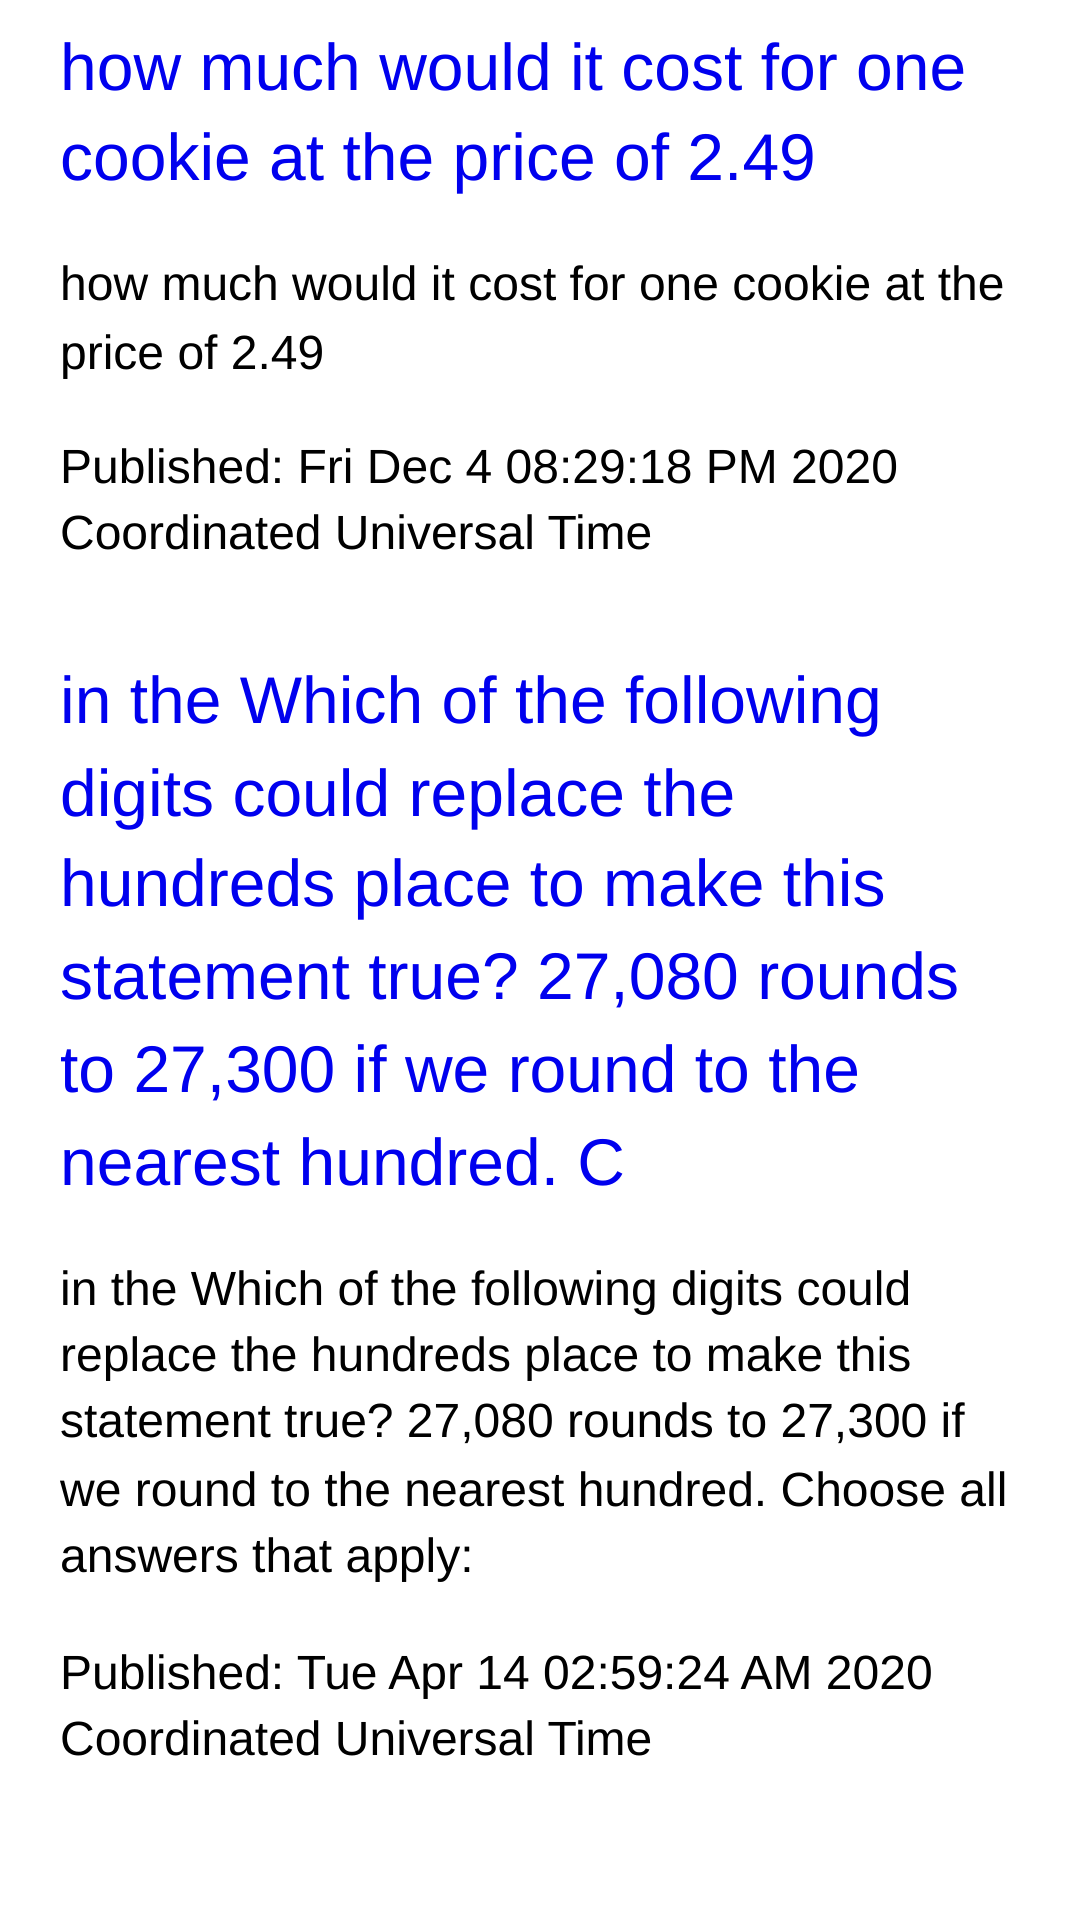 how much would it cost for one
cookie at the price of 2.49
how much would it cost for one cookie at the
price of 2.49
Published: Fri Dec 4 08:29:18 PM 2020
Coordinated Universal Time
in the Which of the following
digits could replace the
hundreds place to make this
statement true? 27,080 rounds
to 27,300 if we round to the
nearest hundred. C
in the Which of the following digits could
replace the hundreds place to make this
statement true? 27,080 rounds to 27,300 if
we round to the nearest hundred. Choose all
answers that apply:
Published: Tue Apr 14 02:59:24 AM 2020
Coordinated Universal Time